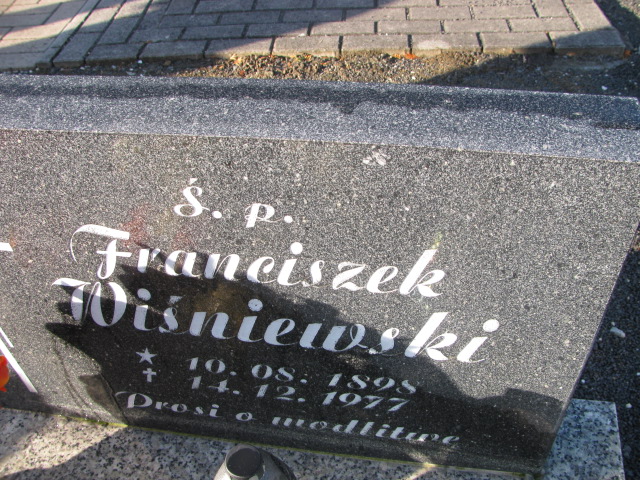 ś. p.
Franciszek
Wiśniewski
★ 10. 08. 1898
✝ 14. 12. 1977
Prosi o modlitwę